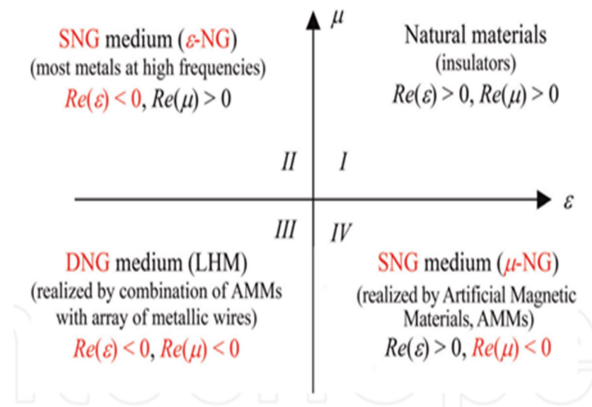 μ
SNG medium (ε-NG)
(most metals at high frequencies)
Re(ε) < 0, Re(μ) > 0
Natural materials
(insulators)
Re(ε) > 0, Re(μ) > 0
II
I
ε
III
IV
DNG medium (LHM)
(realized by combination of AMMs
with array of metallic wires)
Re(ε) < 0, Re(μ) < 0
SNG medium (μ-NG)
(realized by Artificial Magnetic
Materials, AMMs)
Re(ε) > 0, Re(μ) < 0